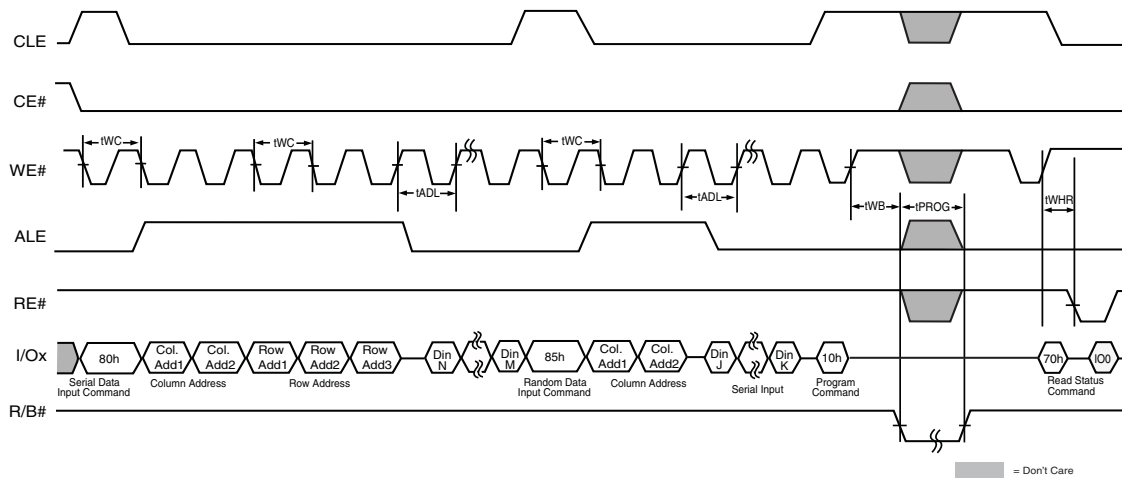 CLE
CE#
tWC
tWC
tWC
WE#
tADL
tADL
tWB
tPROG
tWHR
ALE
RE#
I/Ox
80h
Col. Add1
Col. Add2
Row Add1
Row Add2
Row Add3
Din N
Din M
85h
Col. Add1
Col. Add2
Din J
Din K
10h
70h
I00
Serial Data
Input Command
Column Address
Row Address
Random Data
Input Command
Column Address
Serial Input
Program
Command
Read Status
Command
R/B#
= Don't Care